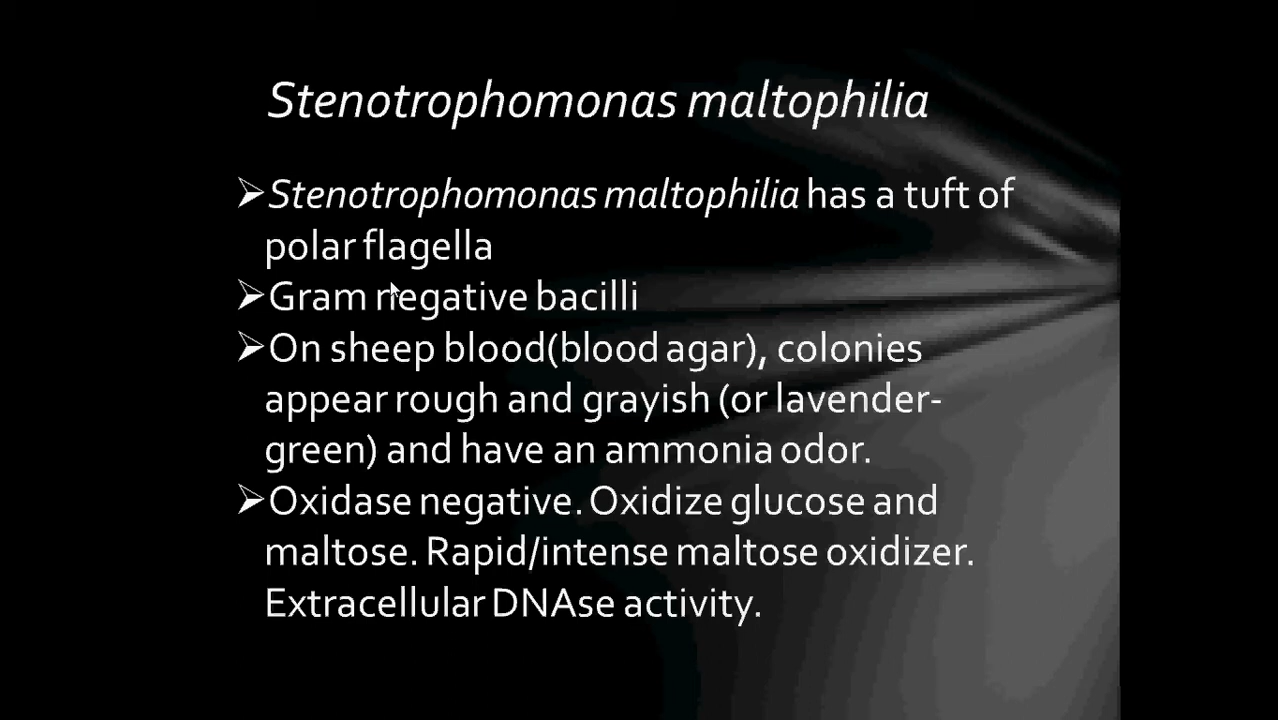 Stenotrophomonas maltophilia
➢Stenotrophomonas maltophilia has a tuft of
polar flagella
➢Gram negative bacilli
➢On sheep blood(blood agar), colonies
appear rough and grayish (or lavender-
green) and have an ammonia odor.
➢Oxidase negative. Oxidize glucose and
maltose. Rapid/intense maltose oxidizer.
Extracellular DNAse activity.